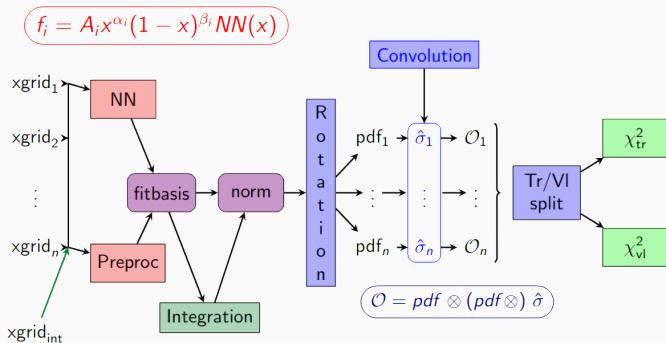 f_i = A_i x^{α_i} (1 − x)^{β_i} NN(x)
Convolution
xgrid_1
NN
xgrid_2
⋮
xgrid_n
Preproc
xgrid_int
fitbasis
norm
Integration
Rotation
pdf_1
σ̂_1
𝒪_1
⋮
⋮
⋮
pdf_n
σ̂_n
𝒪_n
Tr/Vl
split
χ²_tr
χ²_vl
𝒪 = pdf ⊗ (pdf⊗) σ̂